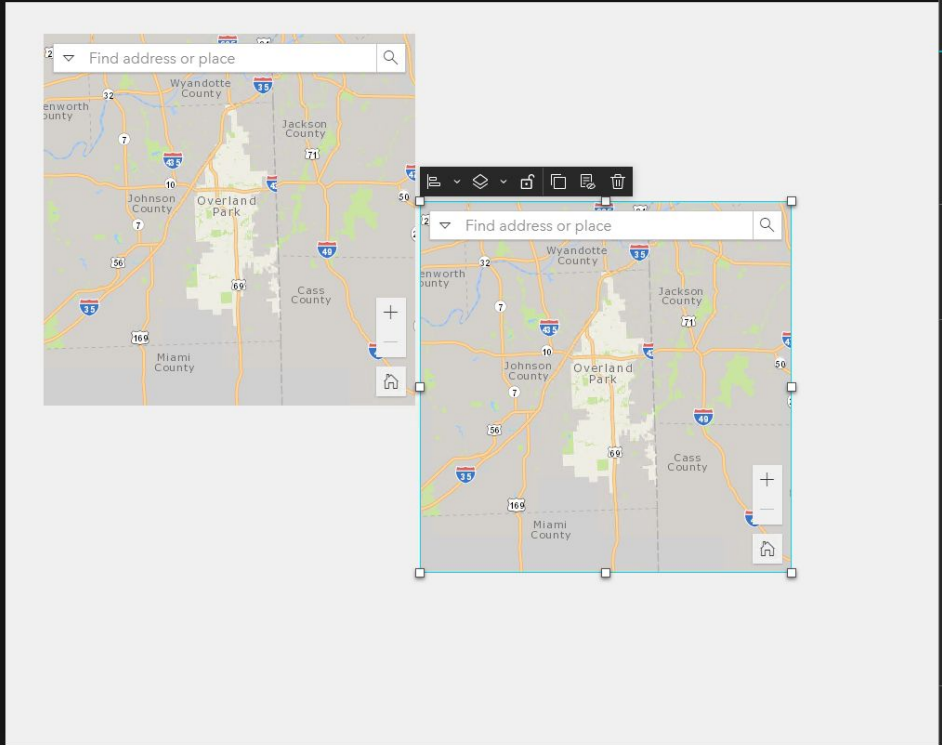 Find address or place
Wyandotte
County
35
32
enworth
ounty
Jackson
County
7
71
435
10
50
Johnson
County
Overland
Park
7
49
56
69
Cass
County
35
169
Miami
County
Find address or place
Wyandotte
County
35
32
enworth
ounty
Jackson
County
7
71
435
10
50
Johnson
County
Overland
Park
7
49
56
69
Cass
County
35
169
Miami
County